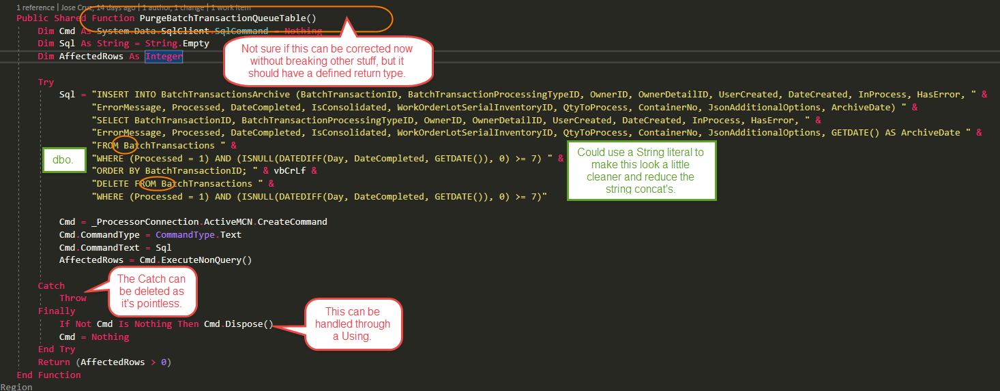 1 reference | Jose Cruz, 14 days ago | 1 author, 1 change | 1 work item
Public Shared Function PurgeBatchTransactionQueueTable()
Dim Cmd As System.Data.SqlClient.SqlCommand = Nothing
Dim Sql As String = String.Empty
Dim AffectedRows As Integer
Not sure if this can be corrected now
without breaking other stuff, but it
should have a defined return type.
Try
Sql = "INSERT INTO BatchTransactionsArchive (BatchTransactionID, BatchTransactionProcessingTypeID, OwnerID, OwnerDetailID, UserCreated, DateCreated, InProcess, HasError, " &
"ErrorMessage, Processed, DateCompleted, IsConsolidated, WorkOrderLotSerialInventoryID, QtyToProcess, ContainerNo, JsonAdditionalOptions, ArchiveDate) " &
"SELECT BatchTransactionID, BatchTransactionProcessingTypeID, OwnerID, OwnerDetailID, UserCreated, DateCreated, InProcess, HasError, " &
"ErrorMessage, Processed, DateCompleted, IsConsolidated, WorkOrderLotSerialInventoryID, QtyToProcess, ContainerNo, JsonAdditionalOptions, GETDATE() AS ArchiveDate " &
"FROM BatchTransactions " &
"WHERE (Processed = 1) AND (ISNULL(DATEDIFF(Day, DateCompleted, GETDATE()), 0) >= 7) " &
"ORDER BY BatchTransactionID; " & vbCrLf &
"DELETE FROM BatchTransactions " &
"WHERE (Processed = 1) AND (ISNULL(DATEDIFF(Day, DateCompleted, GETDATE()), 0) >= 7)"
dbo.
Could use a String literal to
make this look a little
cleaner and reduce the
string concat's.
Cmd = _ProcessorConnection.ActiveMCN.CreateCommand
Cmd.CommandType = CommandType.Text
Cmd.CommandText = Sql
AffectedRows = Cmd.ExecuteNonQuery()
Catch
Throw
The Catch can
be deleted as
it's pointless.
Finally
If Not Cmd Is Nothing Then Cmd.Dispose()
Cmd = Nothing
This can be
handled through
a Using.
End Try
Return (AffectedRows > 0)
End Function
Region